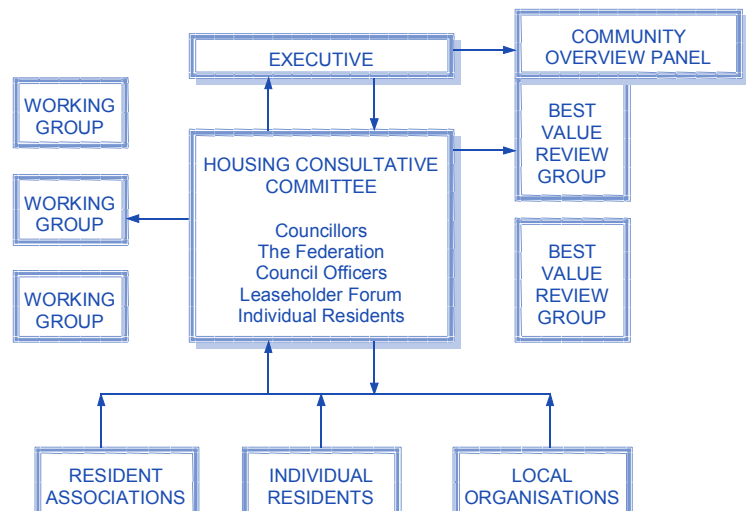 EXECUTIVE
COMMUNITY
OVERVIEW PANEL
WORKING
GROUP
WORKING
GROUP
WORKING
GROUP
HOUSING CONSULTATIVE
COMMITTEE
Councillors
The Federation
Council Officers
Leaseholder Forum
Individual Residents
BEST
VALUE
REVIEW
GROUP
BEST
VALUE
REVIEW
GROUP
RESIDENT
ASSOCIATIONS
INDIVIDUAL
RESIDENTS
LOCAL
ORGANISATIONS